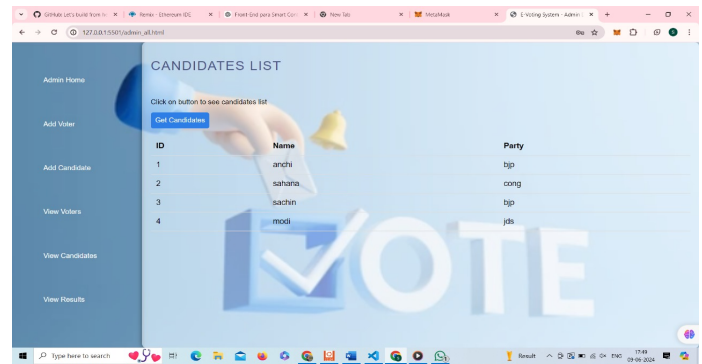 GitHub: Let's build from he
Remix - Ethereum IDE
Front-End para Smart Cont
New Tab
MetaMask
E-Voting System - Admin
127.0.0.1:5501/admin_all.html
CANDIDATES LIST
Admin Home
Click on button to see candidates list
Add Voter
Get Candidates
ID Name Party
1 anchi bjp
Add Candidate
2 sahana cong
3 sachin bjp
View Voters
4 modi jds
VOTE
View Candidates
View Results
Type here to search
Result
ENG
17:49
09-06-2024